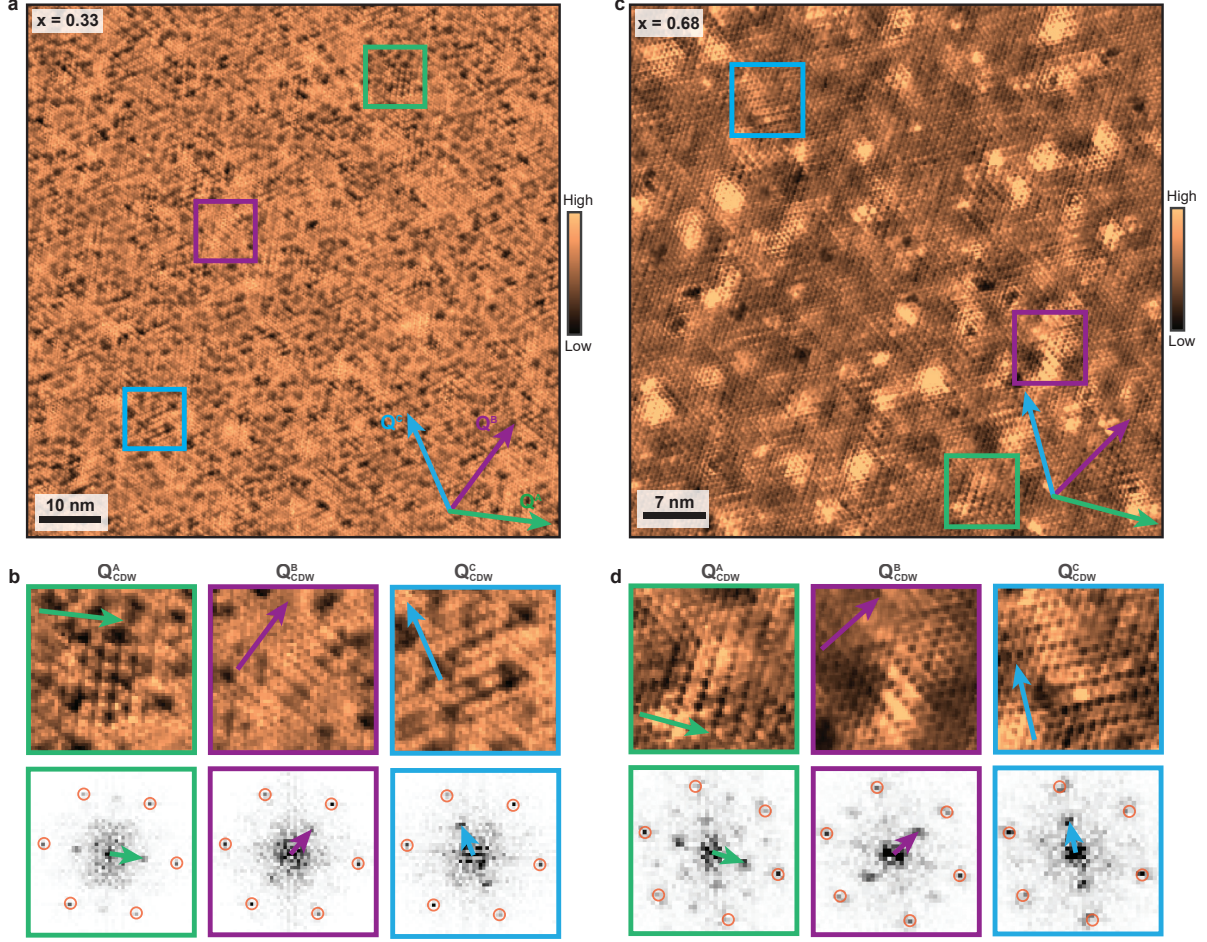 a
x = 0.33
High
Low
Q^C
Q^B
Q^A
10 nm
c
x = 0.68
High
Low
7 nm
b
Q^A_CDW
Q^B_CDW
Q^C_CDW
d
Q^A_CDW
Q^B_CDW
Q^C_CDW